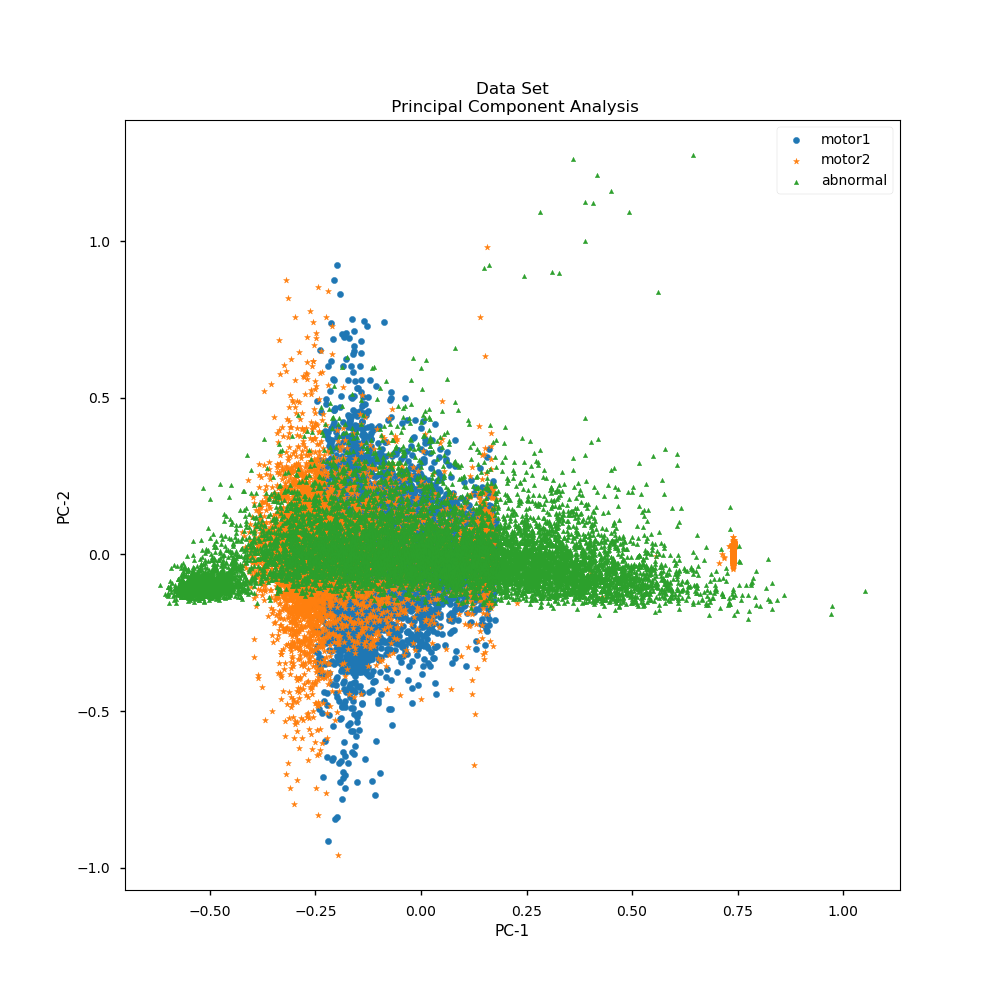 Data Set
Principal Component Analysis
motor1
motor2
abnormal
1.0
0.5
0.0
−0.5
−1.0
PC-2
−0.50
−0.25
0.00
0.25
0.50
0.75
1.00
PC-1